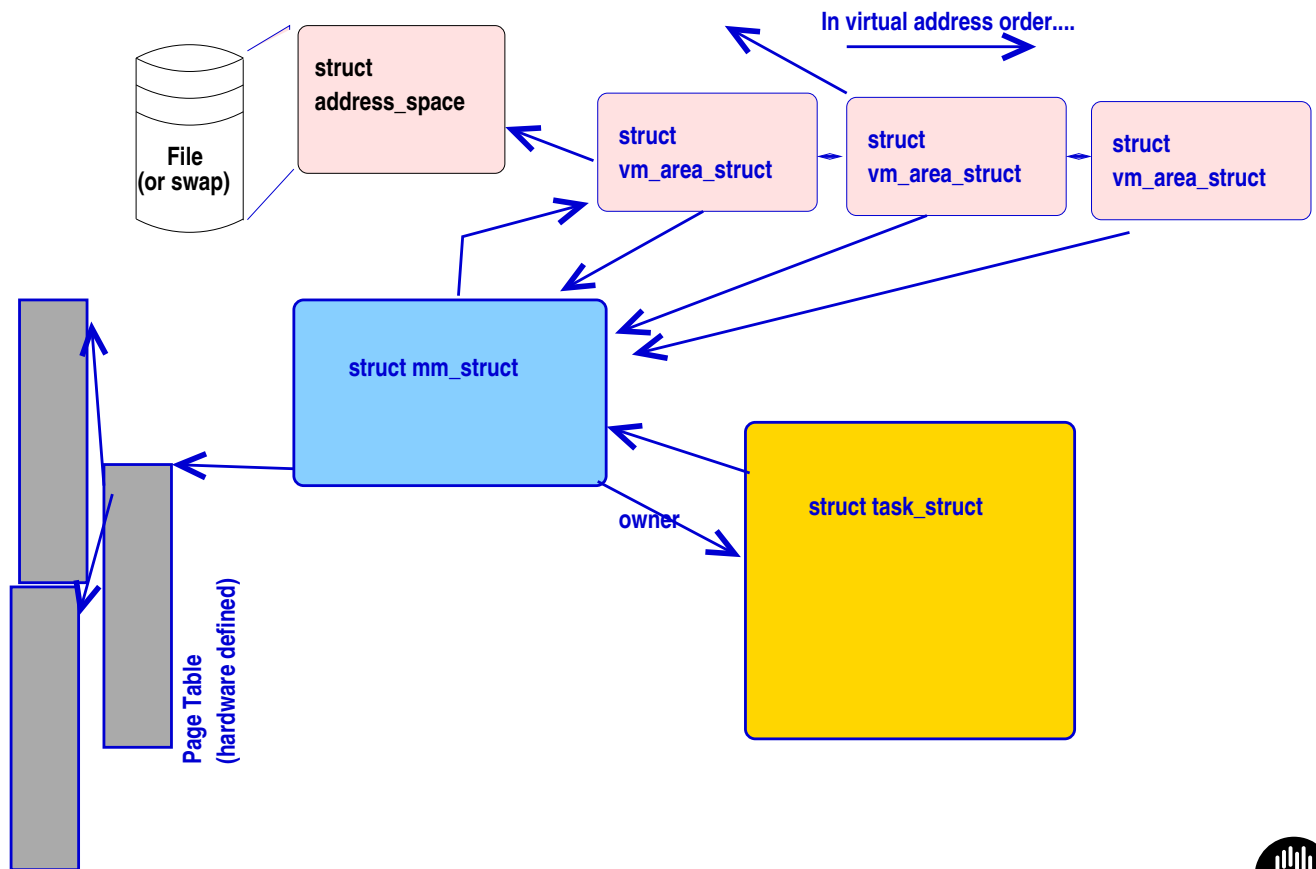 In virtual address order....
struct
address_space
File
(or swap)
struct
vm_area_struct
struct
vm_area_struct
struct
vm_area_struct
struct mm_struct
owner
struct task_struct
Page Table
(hardware defined)